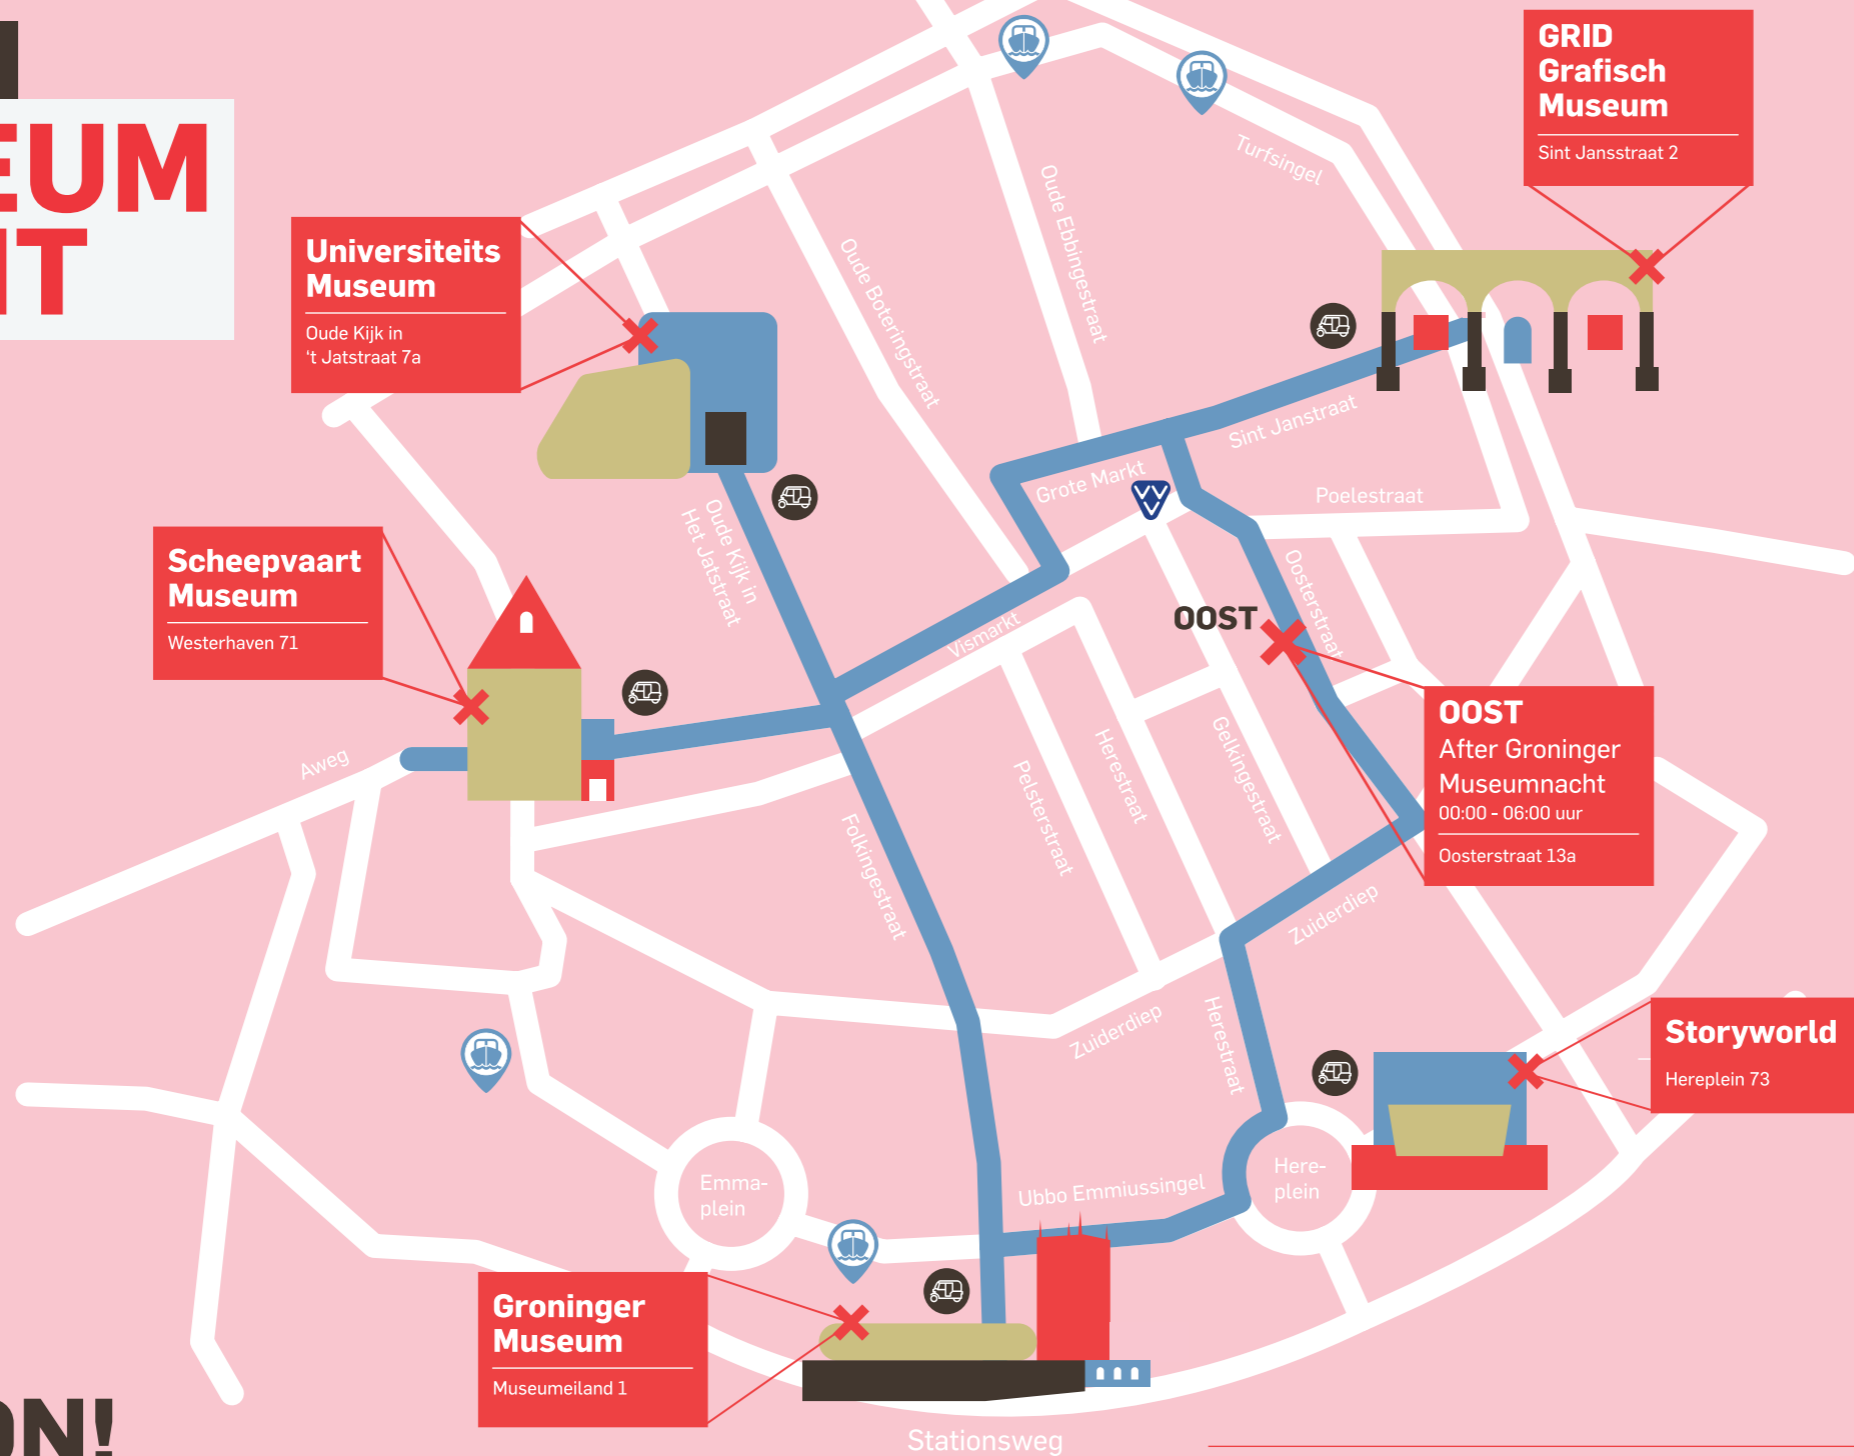 EUM
GRID
Grafisch
Museum
Sint Jansstraat 2
Turfsingel
Oude Ebbingestraat
Oude Boteringstraat
Universiteits
Museum
Oude Kijk in
't Jatstraat 7a
Sint Janstraat
Grote Markt
VVV
Poelestraat
Oude Kijk in
Het Jatstraat
Scheepvaart
Museum
Westerhaven 71
Oosterstraat
OOST
Vismarkt
OOST
After Groninger
Museumnacht
00:00 - 06:00 uur
Oosterstraat 13a
Aweg
Pelsterstraat
Herestraat
Gelkingestraat
Folkingestraat
Zuiderdiep
Zuiderdiep
Herestraat
Storyworld
Hereplein 73
Emma-
plein
Here-
plein
Ubbo Emmiussingel
Groninger
Museum
Museumeiland 1
ON!
Stationsweg